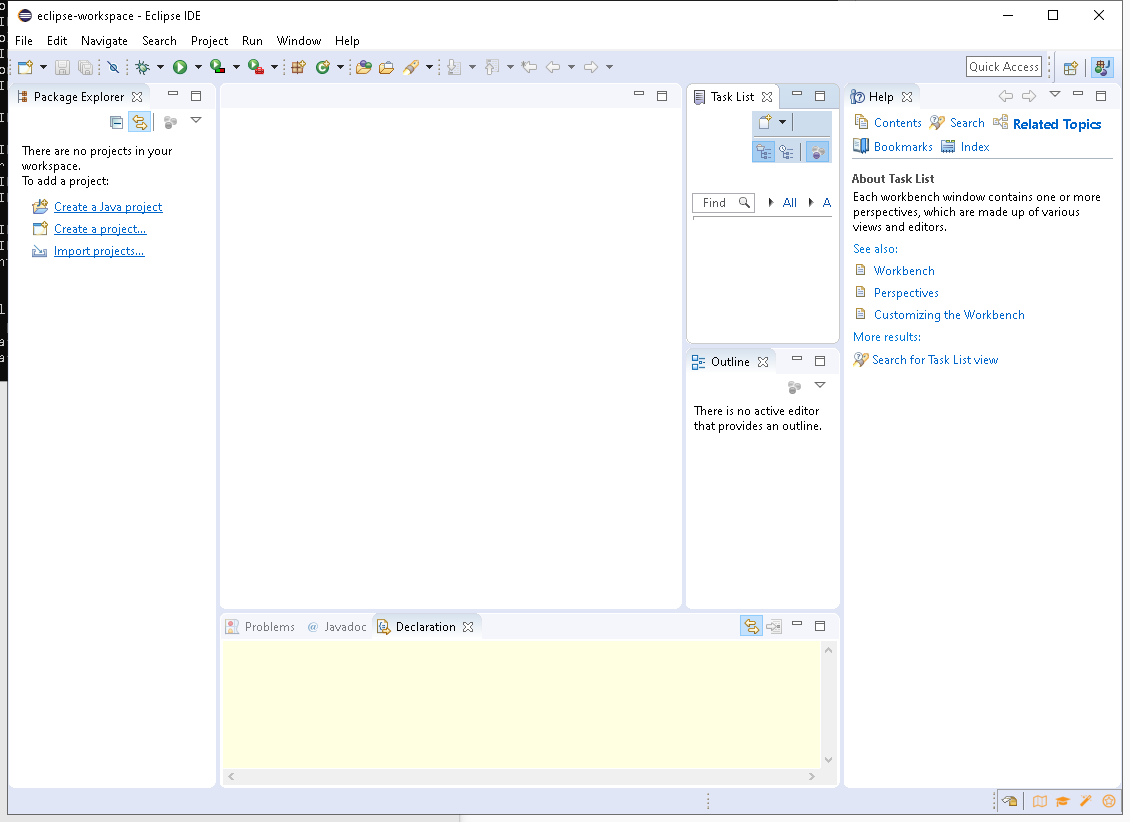 eclipse-workspace - Eclipse IDE
File Edit Navigate Search Project Run Window Help
Quick Access
Package Explorer
There are no projects in your
workspace.
To add a project:
Create a Java project
Create a project...
Import projects...
Task List
Find All A
Outline
There is no active editor
that provides an outline.
Help
Contents Search Related Topics
Bookmarks Index
About Task List
Each workbench window contains one or more
perspectives, which are made up of various
views and editors.
See also:
Workbench
Perspectives
Customizing the Workbench
More results:
Search for Task List view
Problems @ Javadoc Declaration